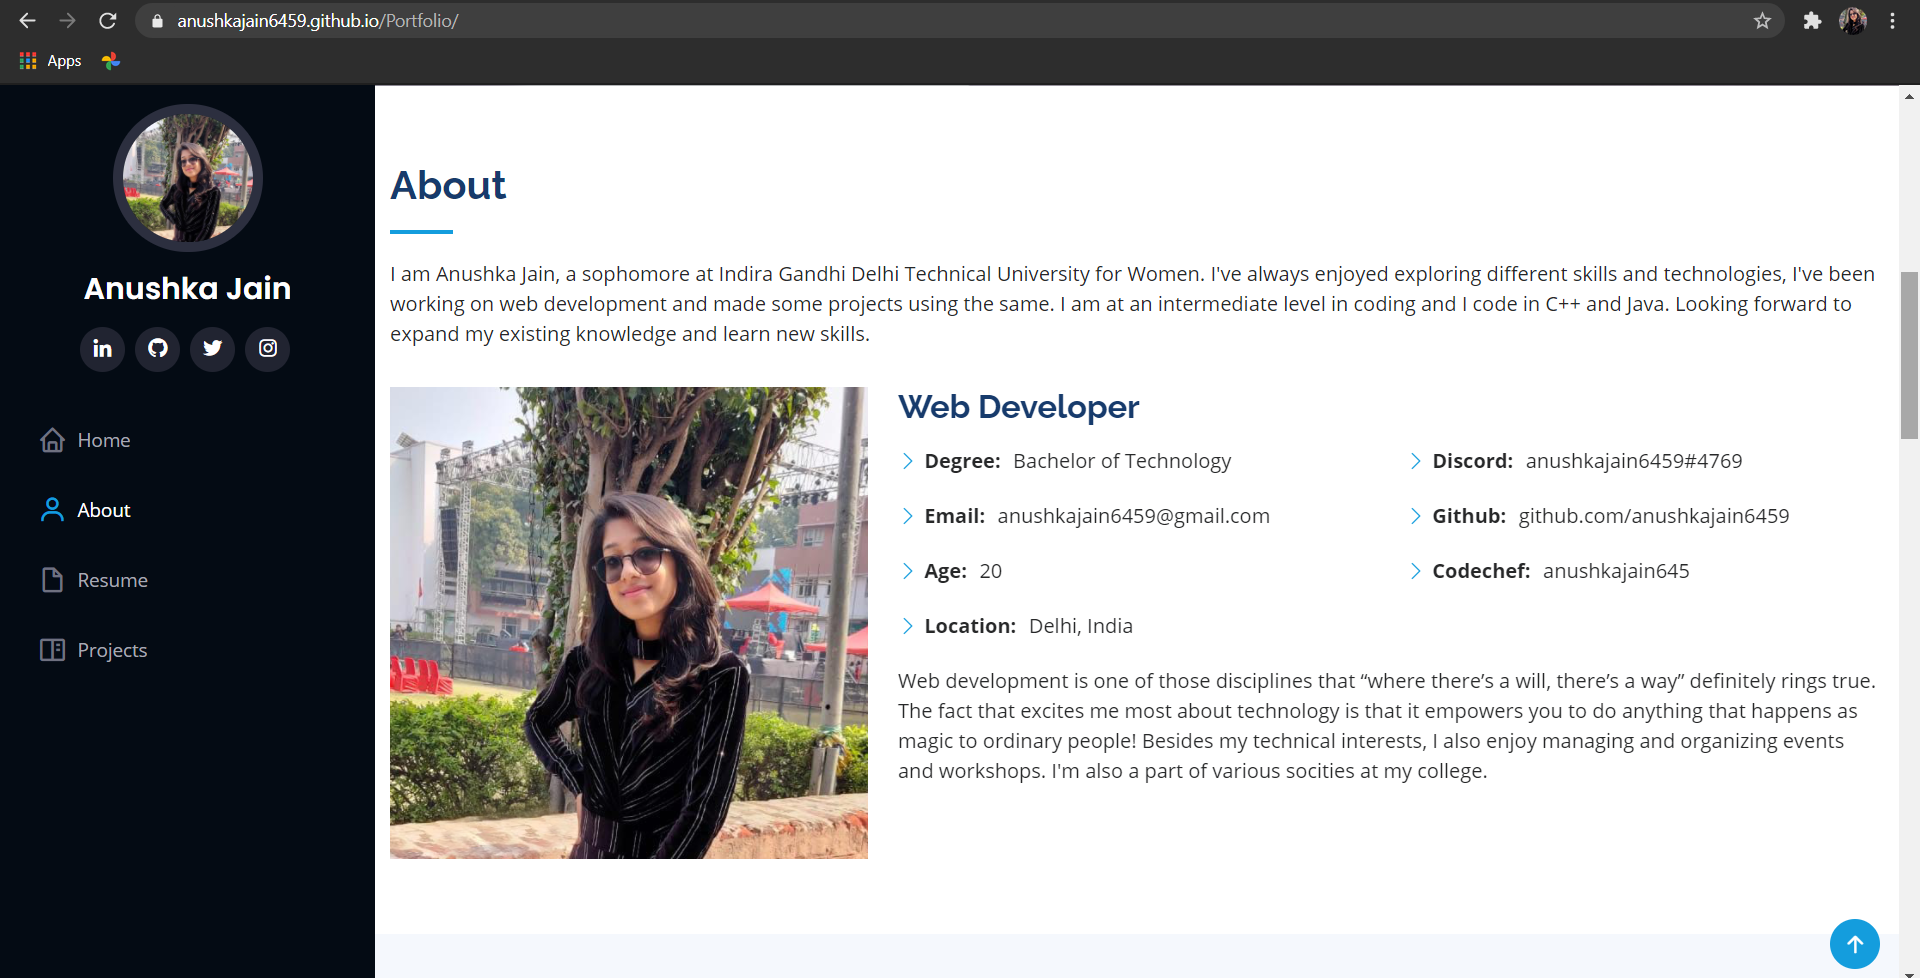 anushkajain6459.github.io/Portfolio/
Apps
Anushka Jain
Home
About
Resume
Projects
About
I am Anushka Jain, a sophomore at Indira Gandhi Delhi Technical University for Women. I've always enjoyed exploring different skills and technologies, I've been
working on web development and made some projects using the same. I am at an intermediate level in coding and I code in C++ and Java. Looking forward to
expand my existing knowledge and learn new skills.
Web Developer
Degree: Bachelor of Technology
Email: anushkajain6459@gmail.com
Age: 20
Location: Delhi, India
Discord: anushkajain6459#4769
Github: github.com/anushkajain6459
Codechef: anushkajain645
Web development is one of those disciplines that “where there’s a will, there’s a way” definitely rings true.
The fact that excites me most about technology is that it empowers you to do anything that happens as
magic to ordinary people! Besides my technical interests, I also enjoy managing and organizing events
and workshops. I'm also a part of various socities at my college.